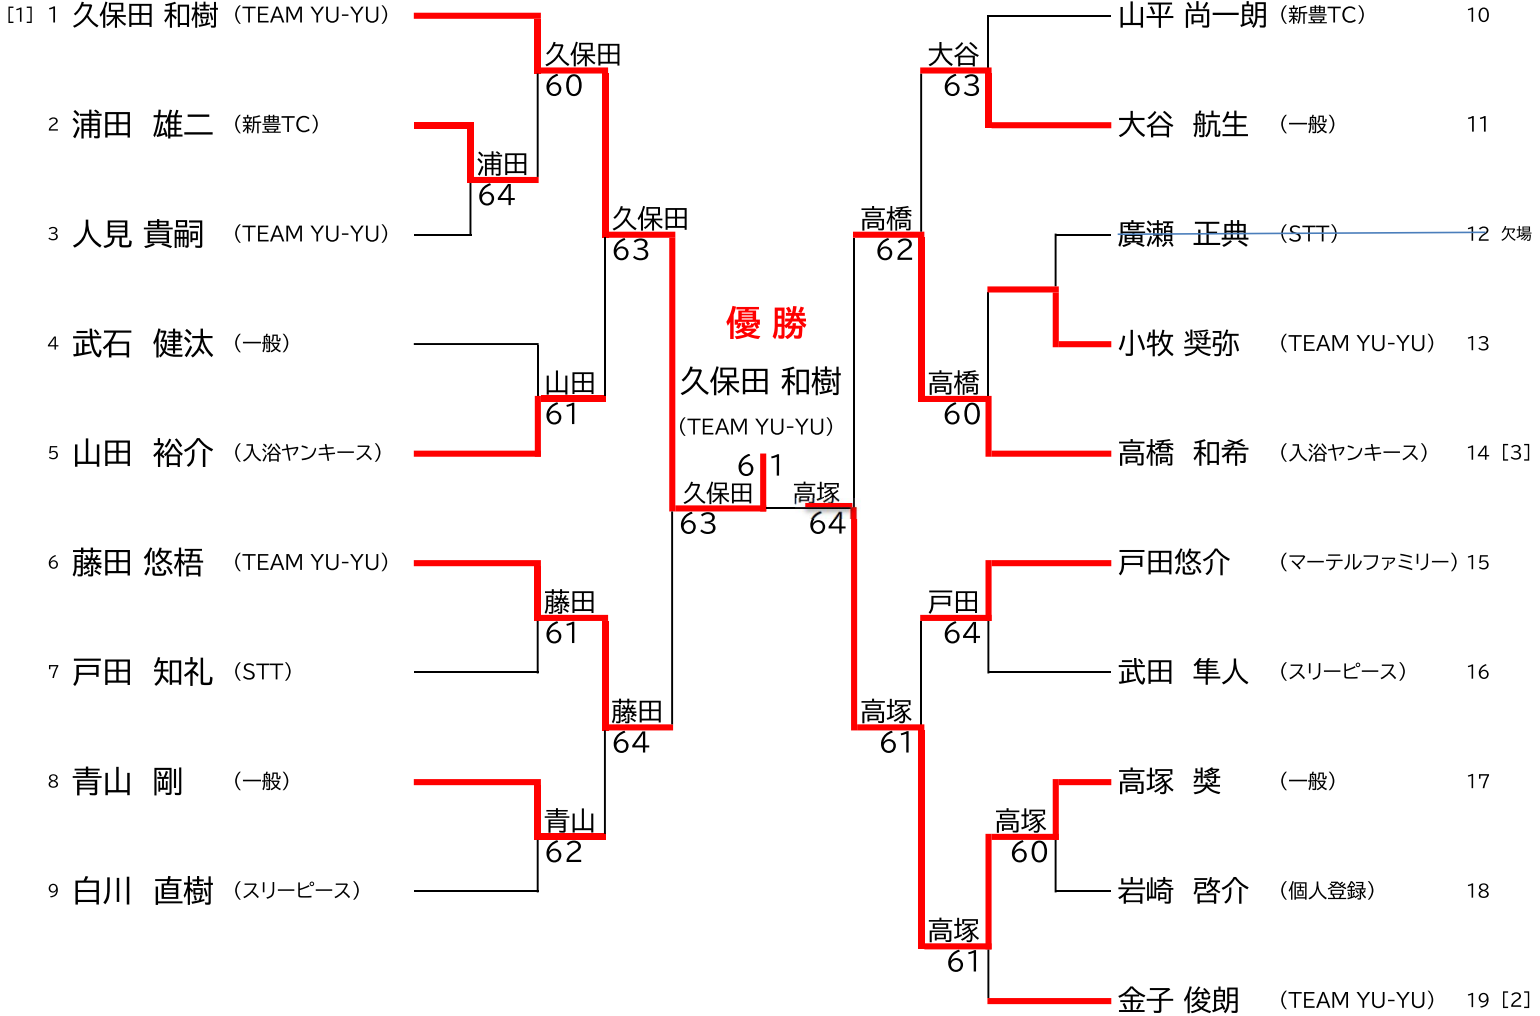 [1] 1 久保田 和樹 （TEAM YU-YU）
久保田
60
2 浦田 雄二 （新豊TC）
浦田
64
3 人見 貴嗣 （TEAM YU-YU）
久保田
63
4 武石 健汰 （一般）
山田
61
5 山田 裕介 （入浴ヤンキース）
久保田
63
6 藤田 悠梧 （TEAM YU-YU）
藤田
61
7 戸田 知礼 （STT）
藤田
64
8 青山 剛 （一般）
青山
62
9 白川 直樹 （スリーピース）
優 勝
久保田 和樹
（TEAM YU-YU）
6 1
山平 尚一朗 （新豊TC） 10
大谷
63
大谷 航生 （一般） 11
高橋
62
廣瀬 正典 （STT） 12 欠場
小牧 奨弥 （TEAM YU-YU） 13
高橋
60
高橋 和希 （入浴ヤンキース） 14 [3]
高塚
64
戸田悠介 （マーテルファミリー） 15
戸田
64
武田 隼人 （スリーピース） 16
高塚
61
高塚 奬 （一般） 17
高塚
60
岩崎 啓介 （個人登録） 18
高塚
61
金子 俊朗 （TEAM YU-YU） 19 [2]